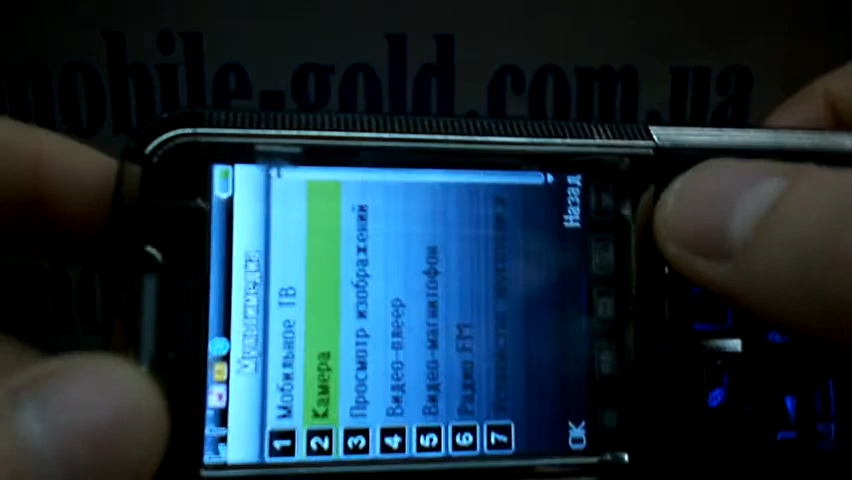 mobile-gold.com.ua
Мультимедиа
1 Мобильное ТВ
2 Камера
3 Просмотр изображений
4 Видео-плеер
5 Видео-магнитофон
6 Радио FM
7
OK
Назад